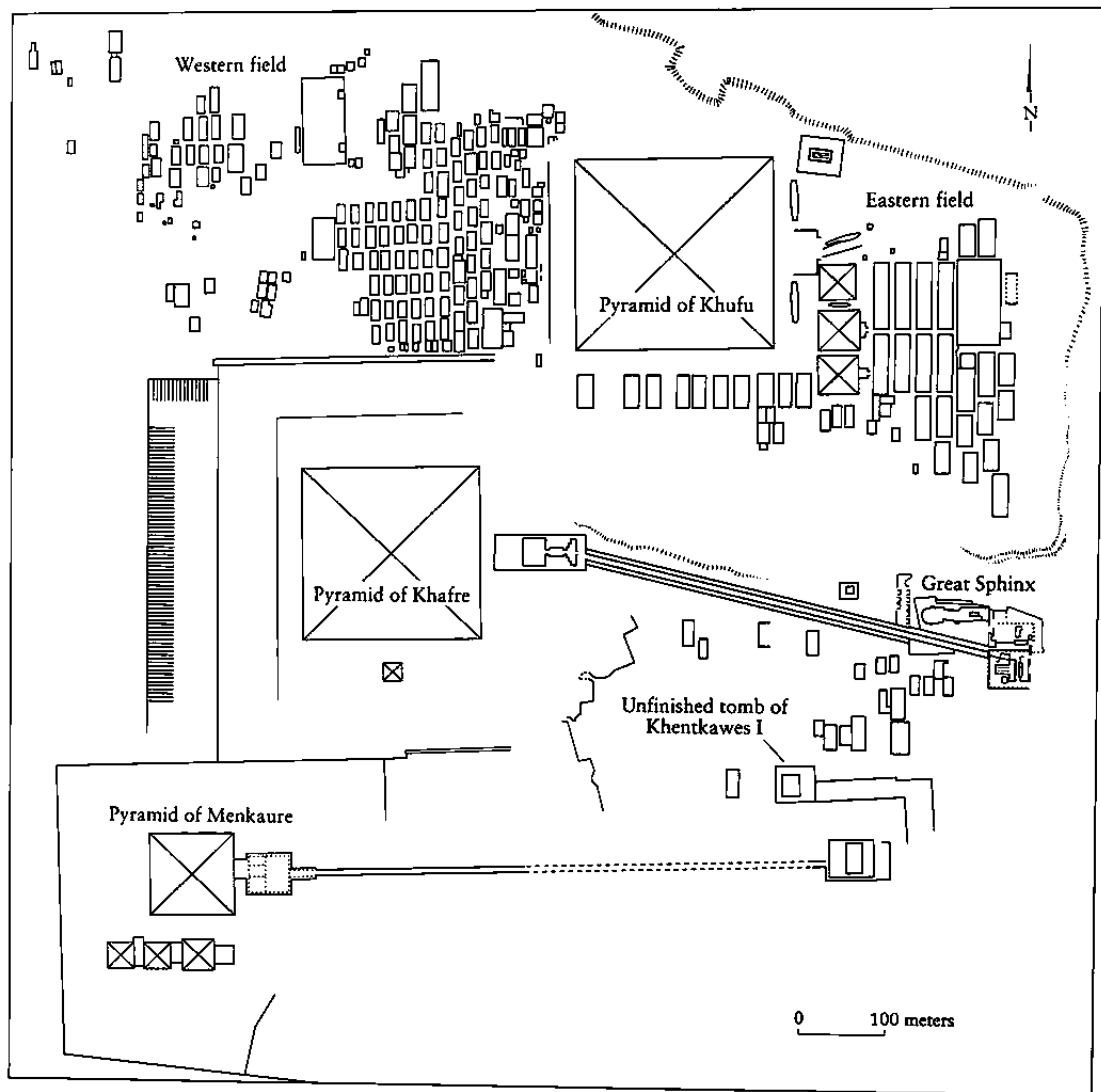 Western field
N
Eastern field
Pyramid of Khufu
Pyramid of Khafre
Great Sphinx
Unfinished tomb of
Khentkawes I
Pyramid of Menkaure
0 100 meters